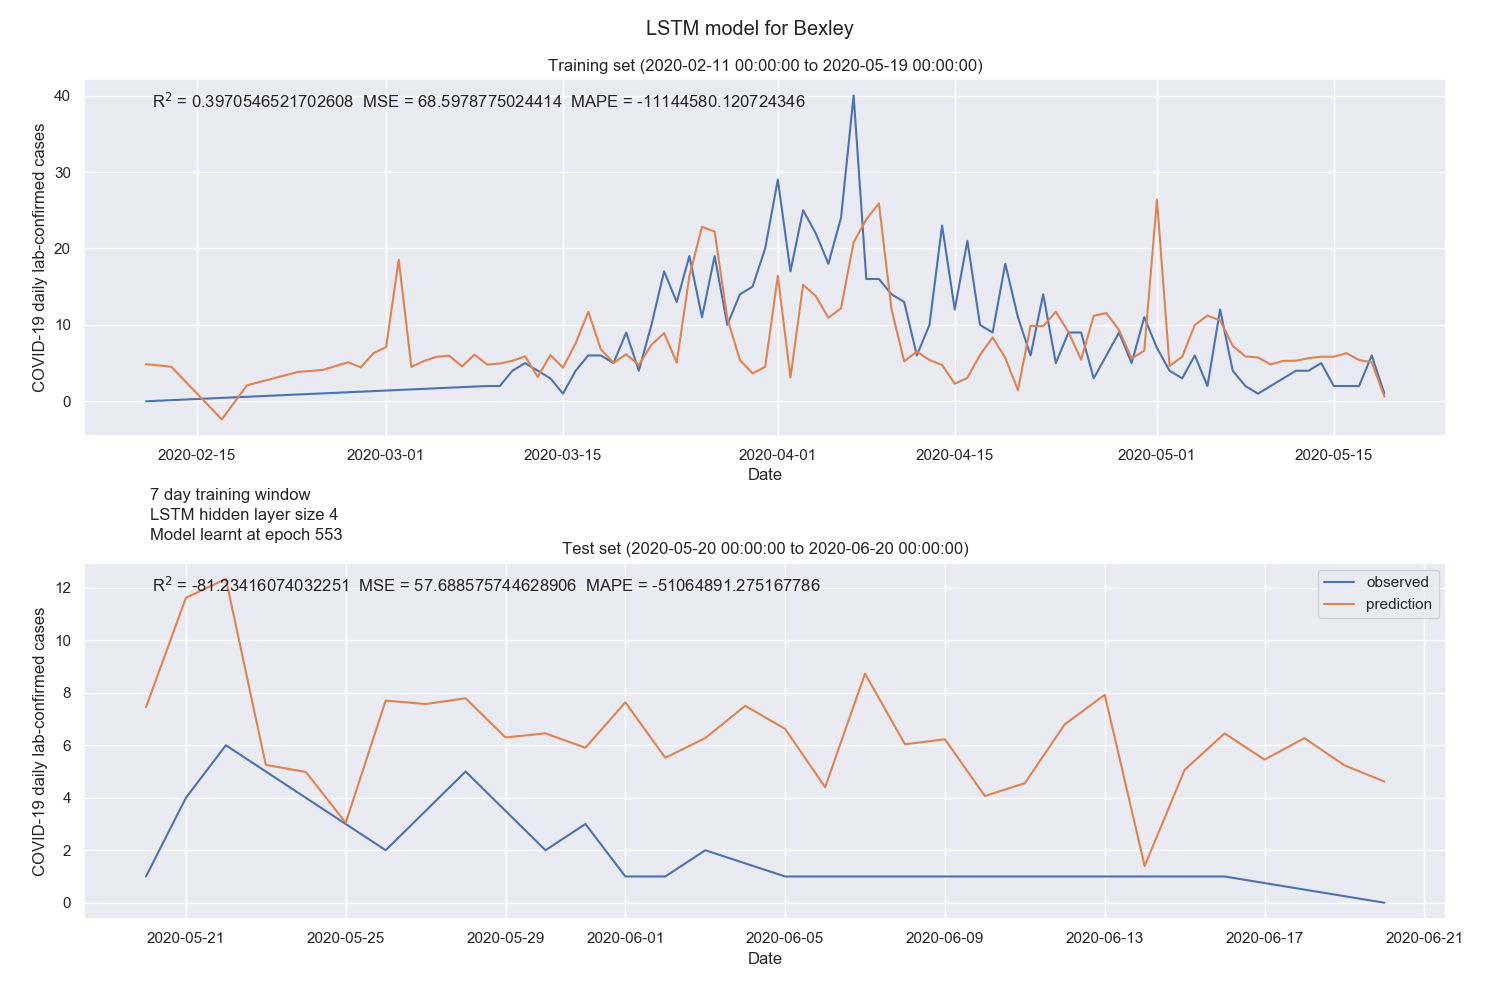 LSTM model for Bexley
Training set (2020-02-11 00:00:00 to 2020-05-19 00:00:00)
R² = 0.3970546521702608  MSE = 68.5978775024414  MAPE = -11144580.120724346
COVID-19 daily lab-confirmed cases
40
30
20
10
0
2020-02-15 2020-03-01 2020-03-15 2020-04-01 2020-04-15 2020-05-01 2020-05-15
Date
7 day training window
LSTM hidden layer size 4
Model learnt at epoch 553
Test set (2020-05-20 00:00:00 to 2020-06-20 00:00:00)
R² = -81.23416074032251  MSE = 57.688575744628906  MAPE = -51064891.275167786
observed
prediction
COVID-19 daily lab-confirmed cases
12
10
8
6
4
2
0
2020-05-21 2020-05-25 2020-05-29 2020-06-01 2020-06-05 2020-06-09 2020-06-13 2020-06-17 2020-06-21
Date